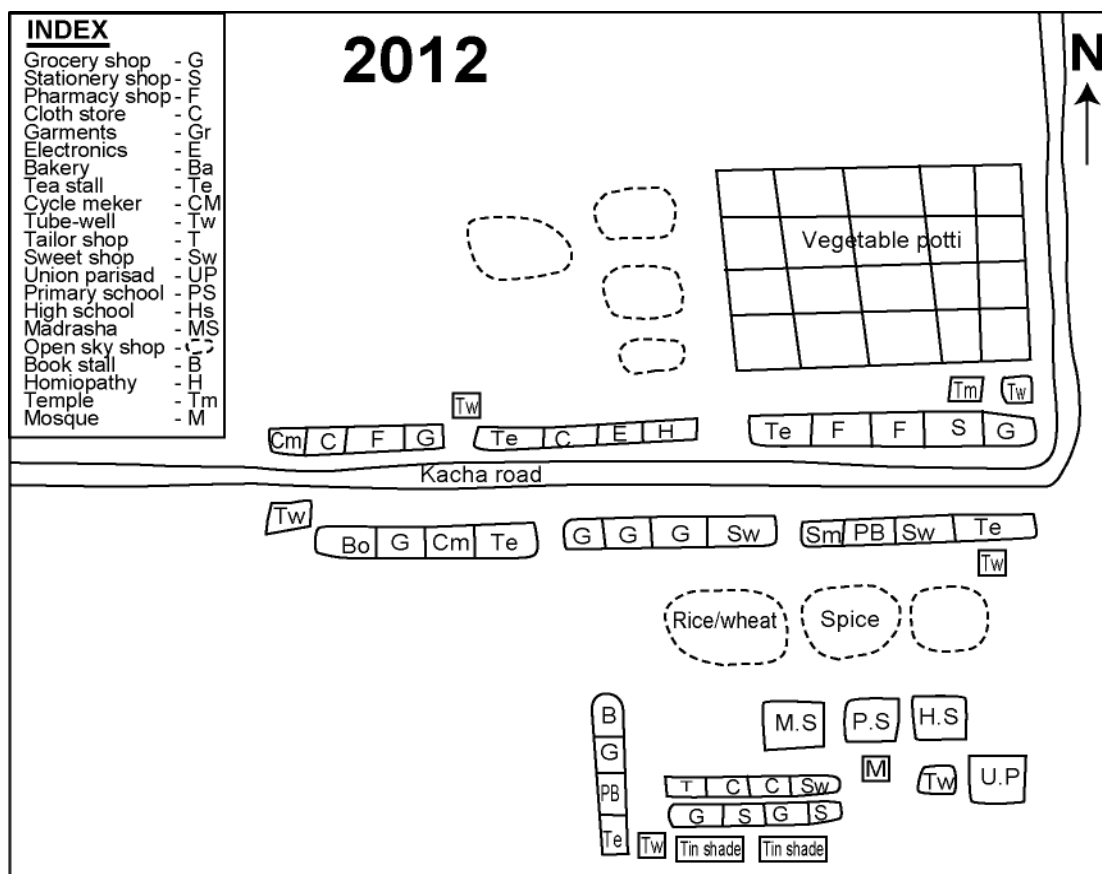 INDEX
Grocery shop - G
Stationery shop - S
Pharmacy shop - F
Cloth store - C
Garments - Gr
Electronics - E
Bakery - Ba
Tea stall - Te
Cycle meker - CM
Tube-well - Tw
Tailor shop - T
Sweet shop - Sw
Union parisad - UP
Primary school - PS
High school - Hs
Madrasha - MS
Open sky shop -
Book stall - B
Homiopathy - H
Temple - Tm
Mosque - M
2012
N
Vegetable potti
Tm Tw
Tw
Cm C F G Te C E H Te F F S G
Kacha road
Tw
Bo G Cm Te G G G Sw Sm PB Sw Te
Tw
Rice/wheat Spice
B M.S P.S H.S
G
M Tw U.P
PB T C C Sw
G S G S
Te Tw Tin shade Tin shade